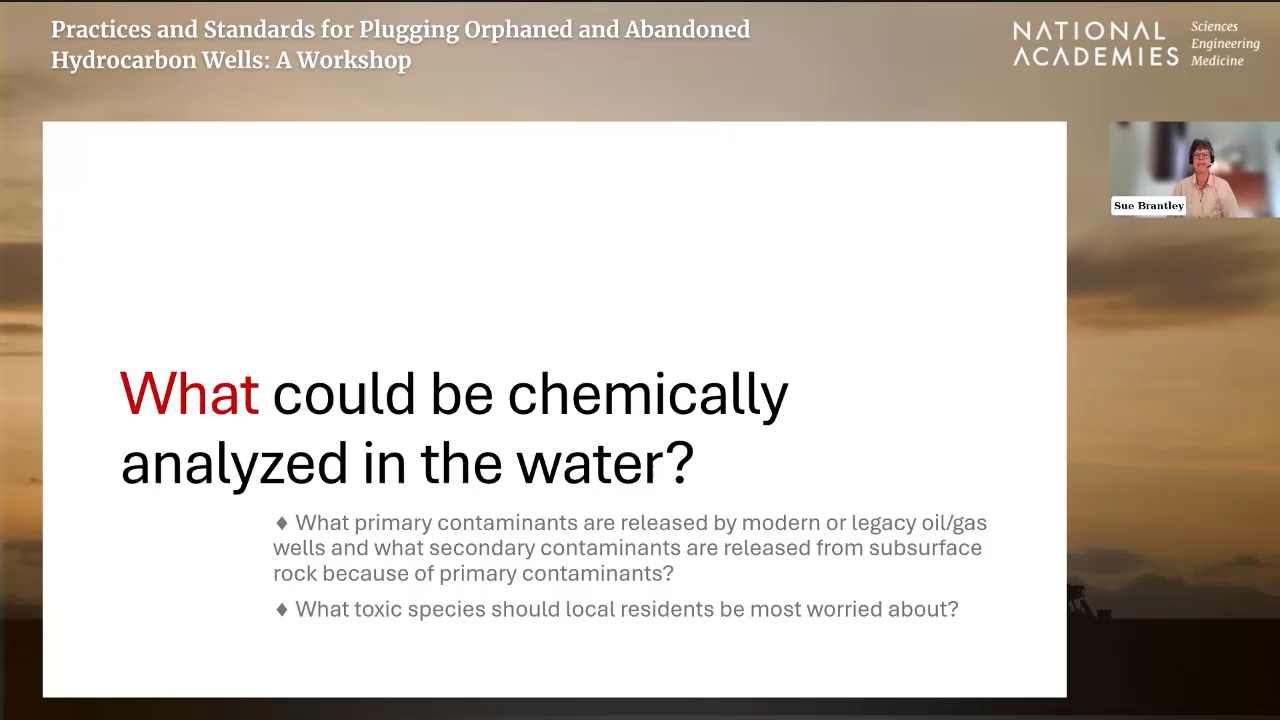 Practices and Standards for Plugging Orphaned and Abandoned
Hydrocarbon Wells: A Workshop
NATIONAL
ACADEMIES
Sciences
Engineering
Medicine
Sue Brantley
What could be chemically
analyzed in the water?
♦ What primary contaminants are released by modern or legacy oil/gas
wells and what secondary contaminants are released from subsurface
rock because of primary contaminants?
♦ What toxic species should local residents be most worried about?